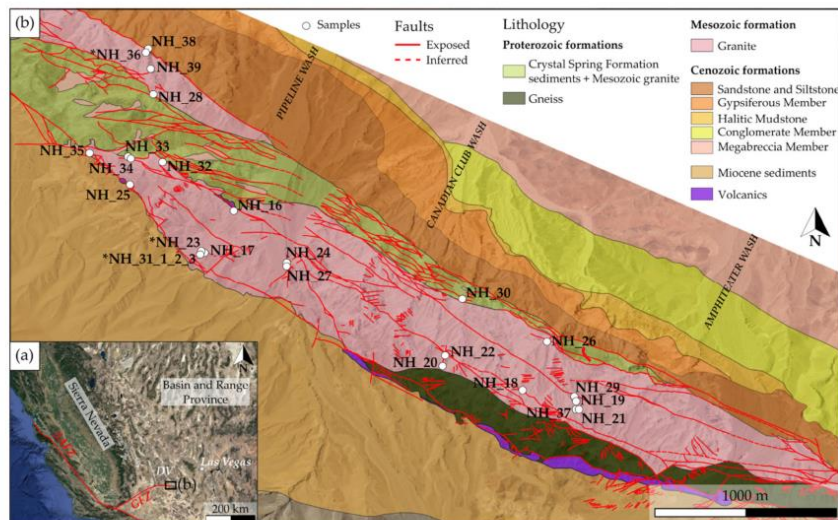 (b)
Samples
Faults
Exposed
Inferred
Lithology
Proterozoic formations
Crystal Spring Formation
sediments + Mesozoic granite
Gneiss
Mesozoic formation
Granite
Cenozoic formations
Sandstone and Siltstone
Gypsiferous Member
Halitic Mudstone
Conglomerate Member
Megabreccia Member
Miocene sediments
Volcanics
PIPELINE WASH
CANADIAN CLUB WASH
AMPHITEATER WASH
N
NH_38
*NH_36
NH_39
NH_28
NH_35
NH_33
NH_34
NH_32
NH_25
NH_16
*NH_23
NH_17
*NH_31_1_2_3
NH_24
NH_27
NH_30
NH_26
NH_22
NH_20
NH_18
NH_29
NH_19
NH_37
NH_21
1000 m
(a)
N
Basin and Range
Province
Sierra Nevada
DV
Las Vegas
(b)
GFZ
200 km